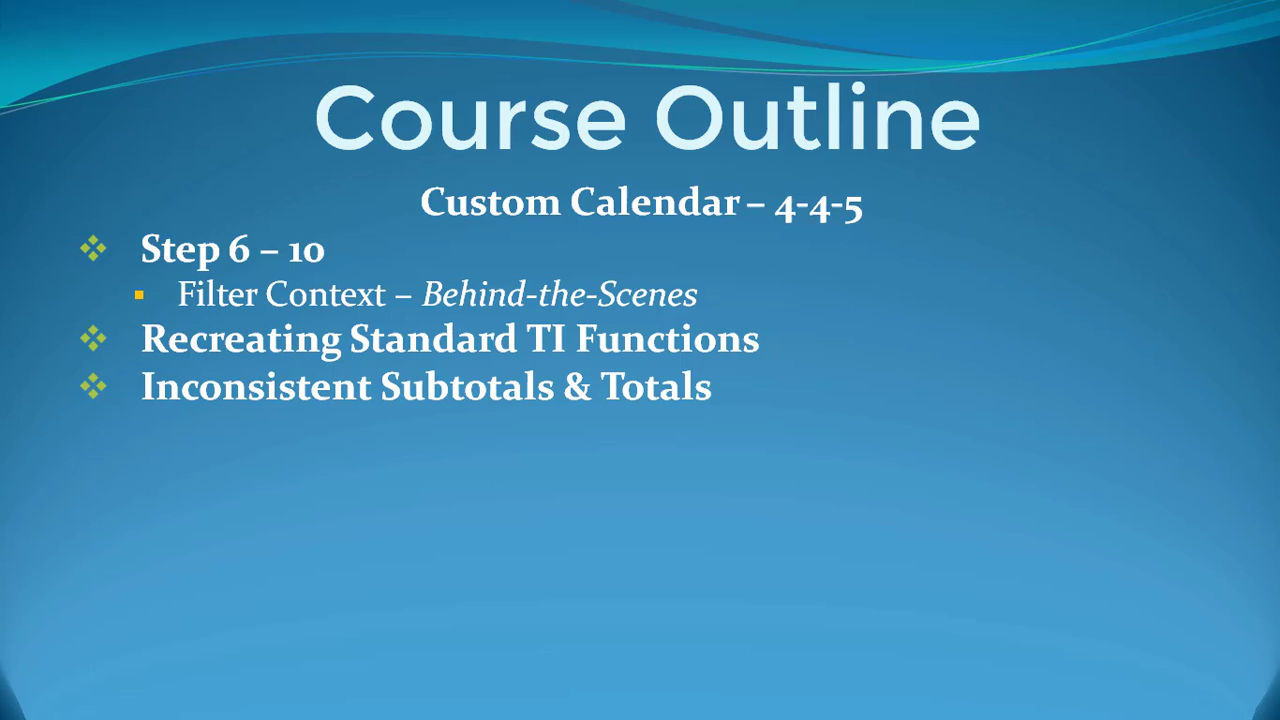 Course Outline
Custom Calendar – 4-4-5
Step 6 – 10
Filter Context – Behind-the-Scenes
Recreating Standard TI Functions
Inconsistent Subtotals & Totals